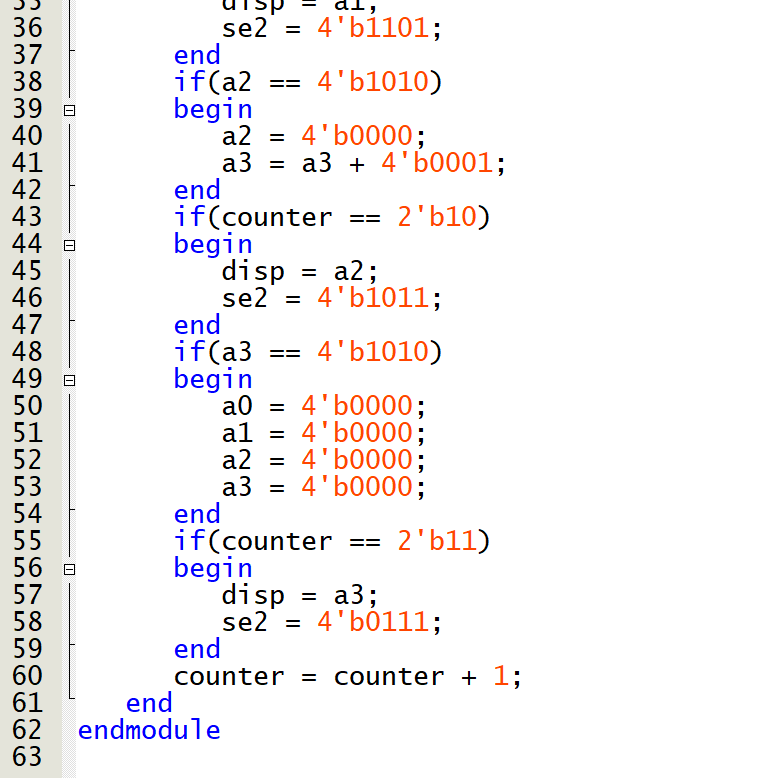 35 disp = a1;
36 se2 = 4'b1101;
37 end
38 if(a2 == 4'b1010)
39 begin
40 a2 = 4'b0000;
41 a3 = a3 + 4'b0001;
42 end
43 if(counter == 2'b10)
44 begin
45 disp = a2;
46 se2 = 4'b1011;
47 end
48 if(a3 == 4'b1010)
49 begin
50 a0 = 4'b0000;
51 a1 = 4'b0000;
52 a2 = 4'b0000;
53 a3 = 4'b0000;
54 end
55 if(counter == 2'b11)
56 begin
57 disp = a3;
58 se2 = 4'b0111;
59 end
60 counter = counter + 1;
61 end
62 endmodule
63